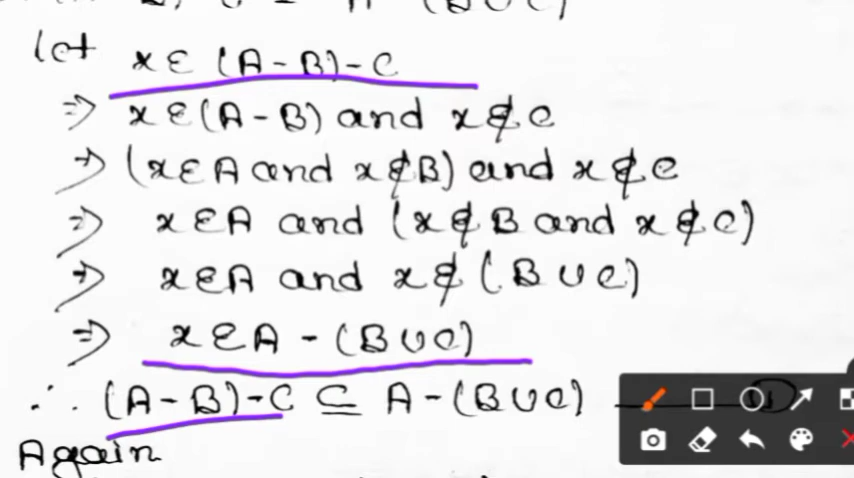 let x ∈ (A - B) - C
⇒ x ∈ (A - B) and x ∉ C
⇒ (x ∈ A and x ∉ B) and x ∉ C
⇒ x ∈ A and (x ∉ B and x ∉ C)
⇒ x ∈ A and x ∉ (B ∪ C)
⇒ x ∈ A - (B ∪ C)
∴ (A - B) - C ⊆ A - (B ∪ C)
Again